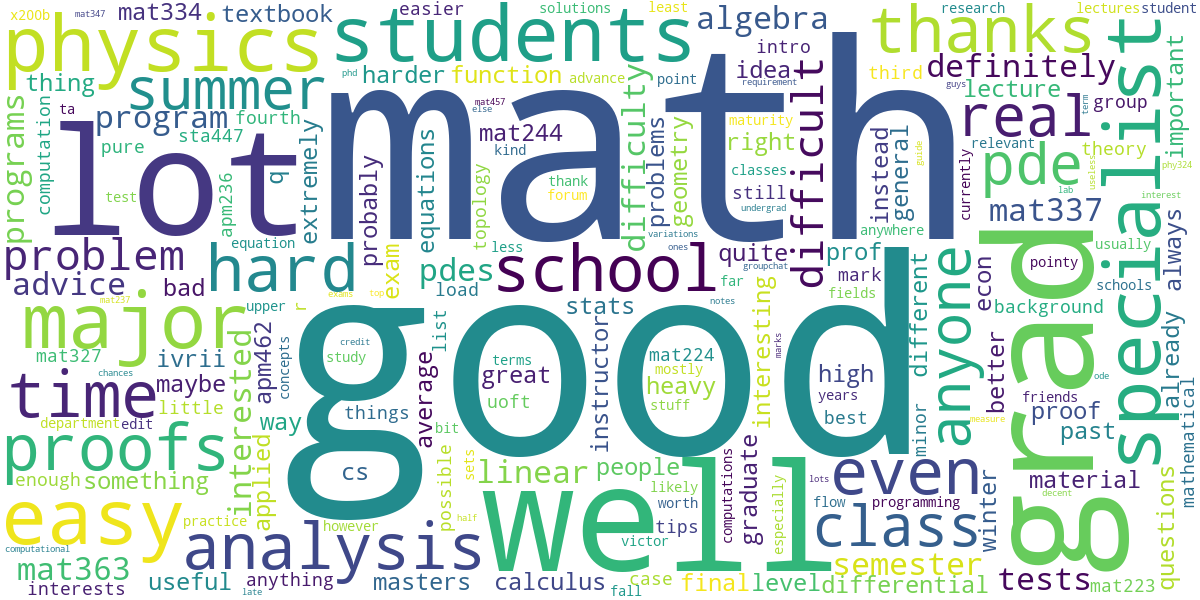 x200b
mat347
mat334
textbook
easier
solutions
least
algebra
thanks
research
lectures
student
physics
students
intro
idea
difficult
definitely
specialist
important
thing
summer
phd
harder
function
advance
point
requirement
third
guys
lecture
term
group
computation
ta
program
fourth
extremely
mat457
else
mat244
difficulty
problems
maturity
real
relevant
theory
programs
pure
sta447
q
lot
math
kind
right
instead
general
guide
pde
lab
useless
phy324
test
apm236
probably
equations
topology
thank
forum
geometry
classes
still
undergrad
currently
mat337
interest
problem
equation
less
variations
ones
anywhere
advice
bad
hard
exam
pdes
school
groupchat
quite
prof
different
anyone
econ
grad
pointy
usually
always
mat237
upper
r
exams
top
load
list
stats
far
mark
fields
background
schools
already
mathematical
major
mat327
ivrii
apm462
concepts
credit
study
good
instructor
notes
interesting
marks
high
years
best
minor
better
ode
friends
time
chances
maybe
interested
little
way
average
terms
great
uoft
mat224
mostly
heavy
stuff
measure
proof
past
department
edit
things
bit
proofs
enough
something
applied
cs
possible
sets
linear
people
likely
graduate
even
material
decent
questions
easy
practice
however
half
well
worth
tips
victor
computations
lots
especially
flow
programming
class
winter
computational
analysis
mat363
interests
useful
late
anything
masters
calculus
case
fall
final
level
semester
differential
tests
mat223